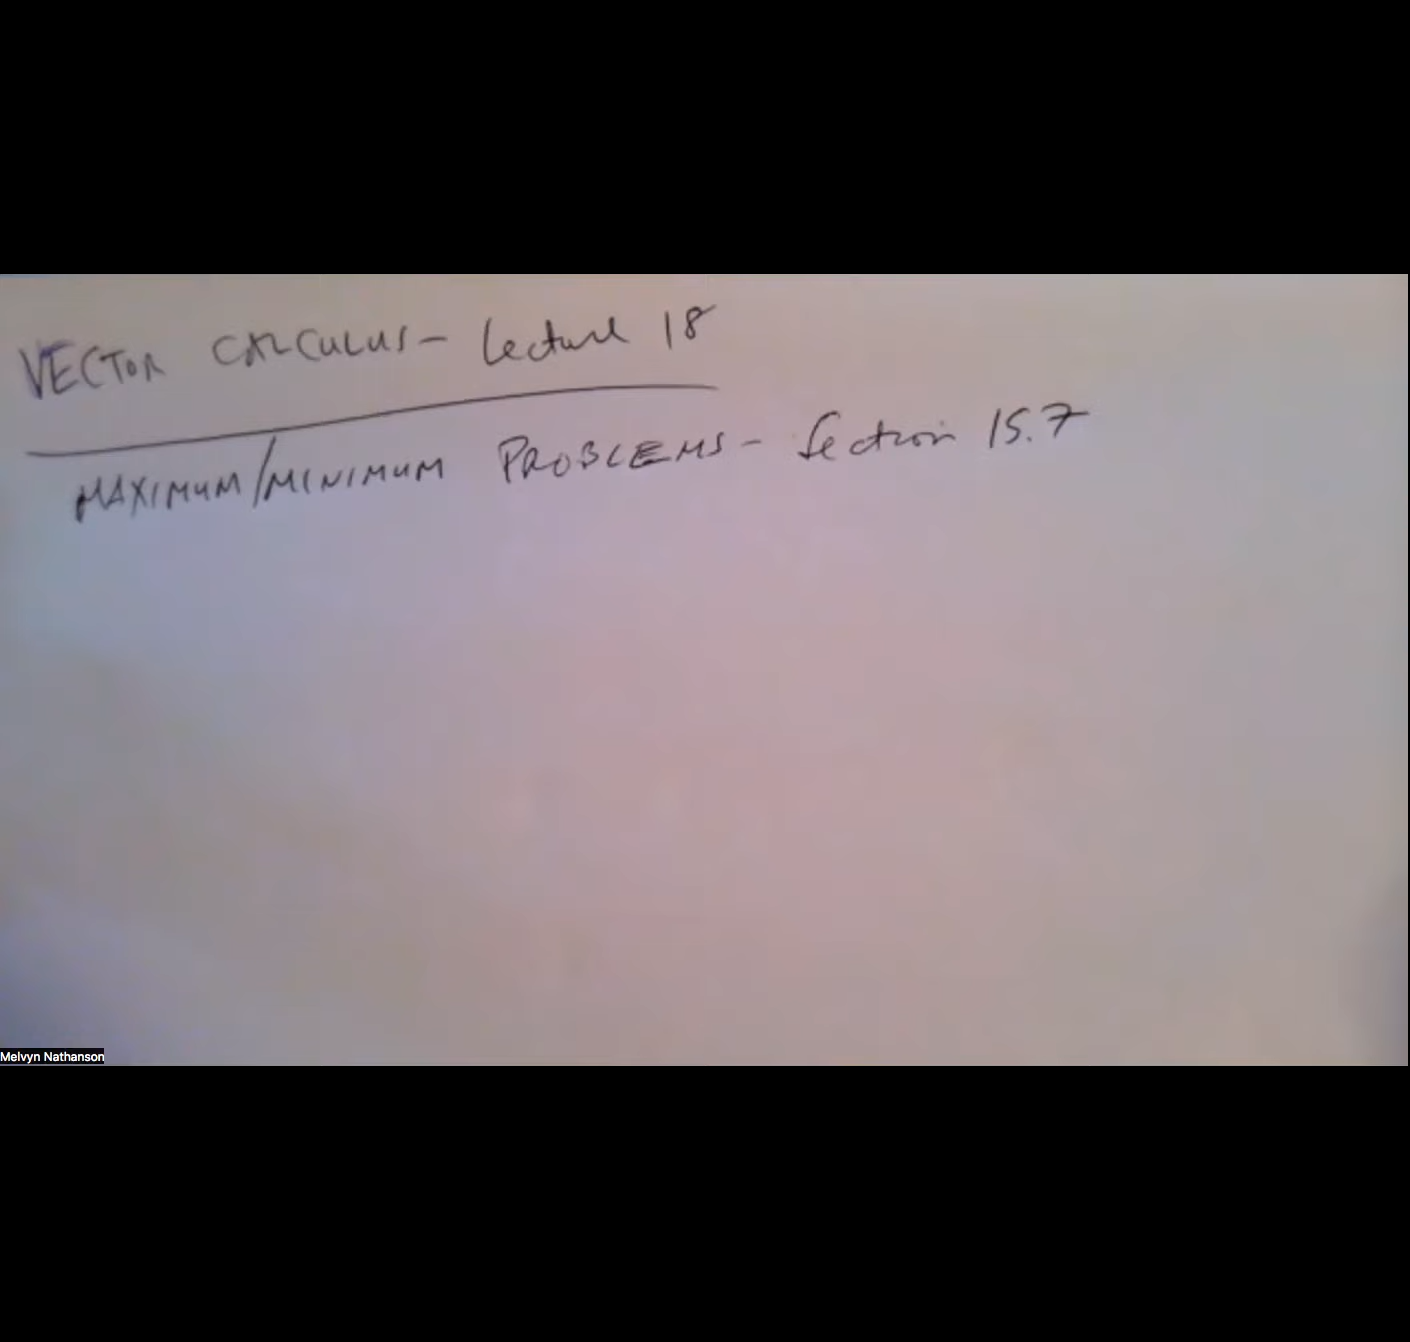 VECTOR CALCULUS - Lecture 18
MAXIMUM/MINIMUM PROBLEMS - Section 15.7
Melvyn Nathanson